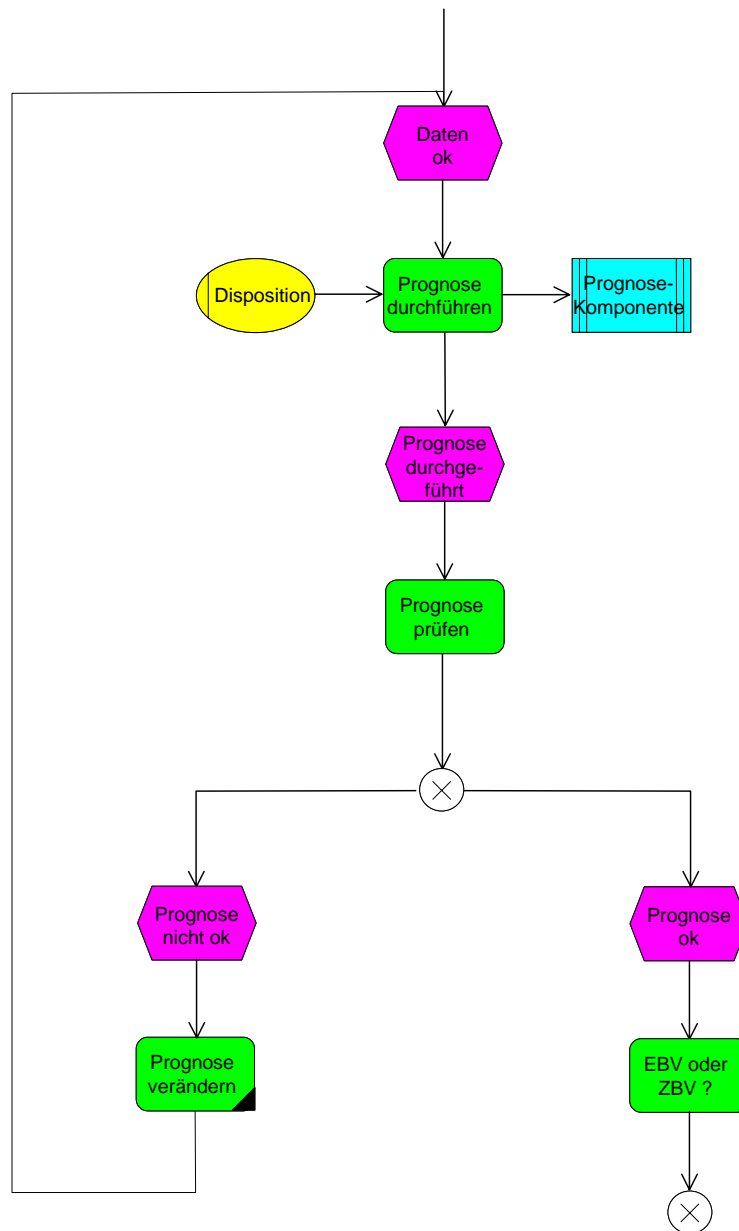 Daten
ok
Disposition
Prognose
durchführen
Prognose-
Komponente
Prognose
durchge-
führt
Prognose
prüfen
Prognose
nicht ok
Prognose
ok
Prognose
verändern
EBV oder
ZBV ?